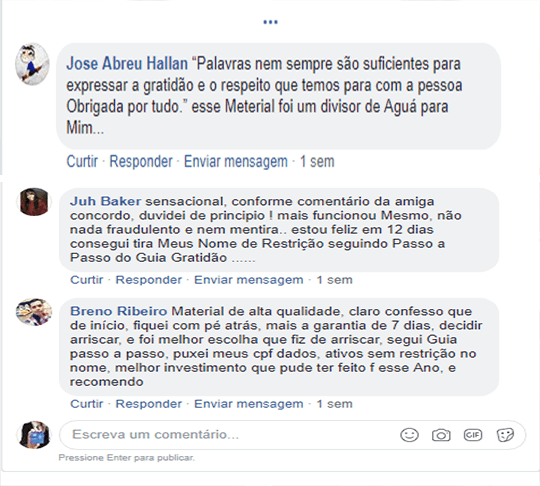 ...
Jose Abreu Hallan “Palavras nem sempre são suficientes para
expressar a gratidão e o respeito que temos para com a pessoa
Obrigada por tudo.” esse Meterial foi um divisor de Aguá para
Mim...
Curtir · Responder · Enviar mensagem · 1 sem
Juh Baker sensacional, conforme comentário da amiga
concordo, duvidei de principio ! mais funcionou Mesmo, não
nada fraudulento e nem mentira.. estou feliz em 12 dias
consegui tira Meus Nome de Restrição seguindo Passo a
Passo do Guia Gratidão ......
Curtir · Responder · Enviar mensagem · 1 sem
Breno Ribeiro Material de alta qualidade, claro confesso que
de início, fiquei com pé atrás, mais a garantia de 7 dias, decidir
arriscar, e foi melhor escolha que fiz de arriscar, segui Guia
passo a passo, puxei meus cpf dados, ativos sem restrição no
nome, melhor investimento que pude ter feito f esse Ano, e
recomendo
Curtir · Responder · Enviar mensagem · 1 sem
Escreva um comentário...
GIF
Pressione Enter para publicar.